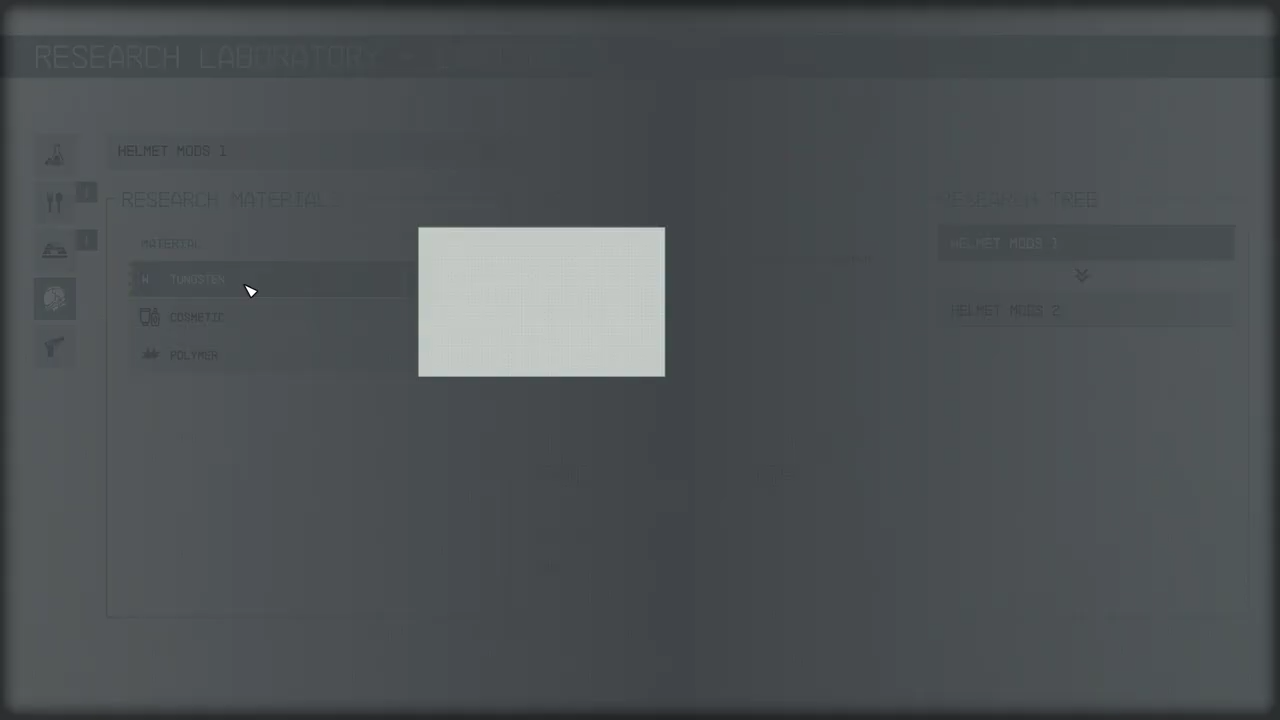 RESEARCH LABORATORY
HELMET MODS 1
RESEARCH MATERIAL
RESEARCH TREE
MATERIAL
HELMET MODS 1
W TUNGSTEN
HELMET MODS 2
COSMETIC
POLYMER